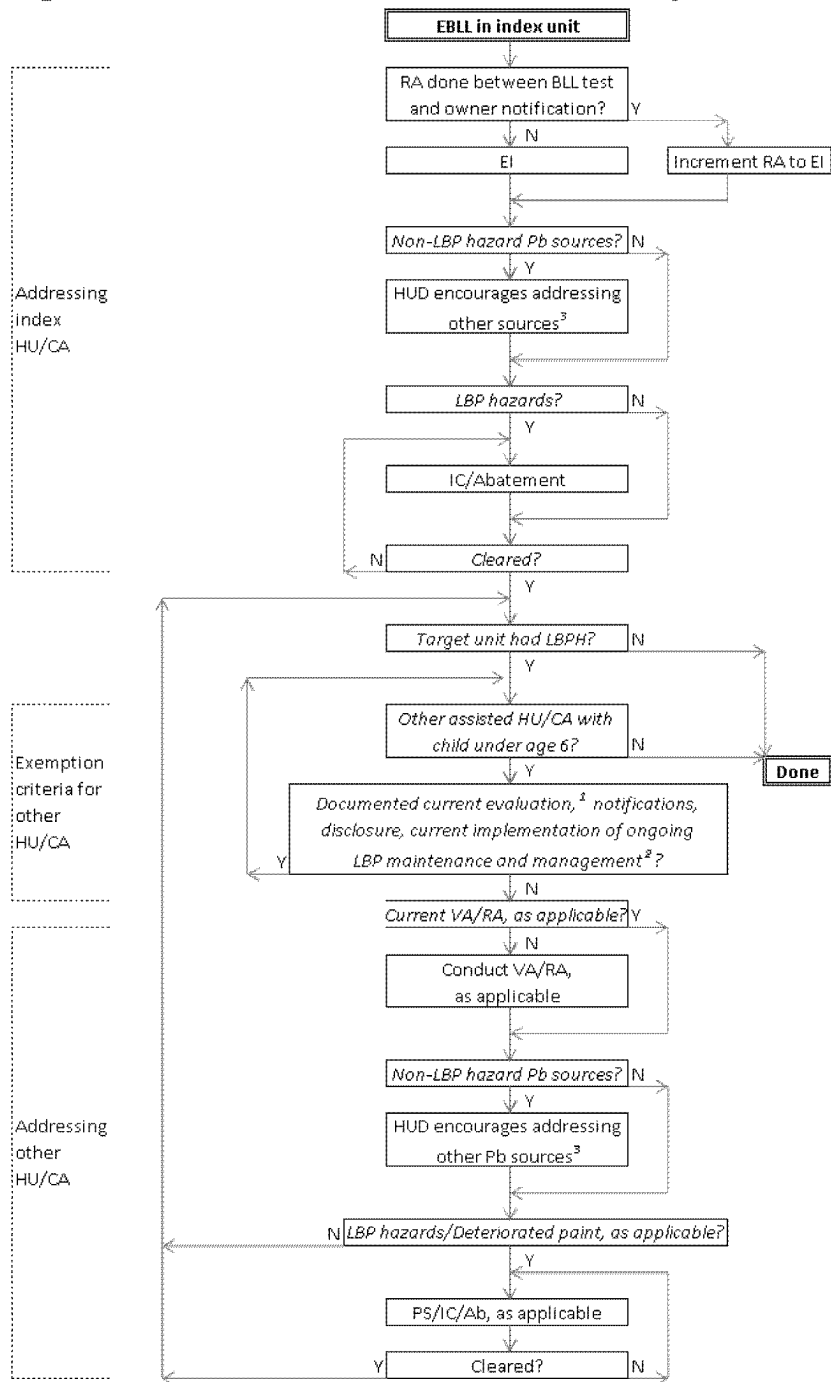 EBLL in index unit
RA done between BLL test
and owner notification?
Y
N
EI
Increment RA to EI
Non-LBP hazard Pb sources?
N
Y
Addressing
index
HU/CA
HUD encourages addressing
other sources³
LBP hazards?
N
Y
IC/Abatement
N
Cleared?
Y
Target unit had LBPH?
N
Y
Exemption
criteria for
other
HU/CA
Other assisted HU/CA with
child under age 6?
N
Done
Y
Documented current evaluation,¹ notifications,
disclosure, current implementation of ongoing
LBP maintenance and management²?
Y
N
Current VA/RA, as applicable?
Y
N
Conduct VA/RA,
as applicable
Non-LBP hazard Pb sources?
N
Y
Addressing
other
HU/CA
HUD encourages addressing
other Pb sources³
N
LBP hazards/Deteriorated paint, as applicable?
Y
PS/IC/Ab, as applicable
Y
Cleared?
N